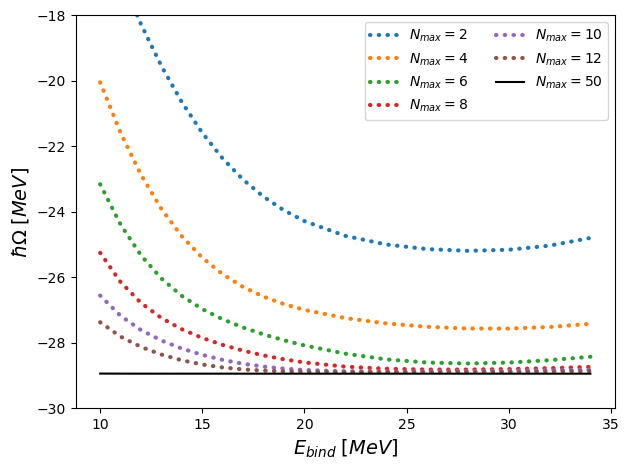 −18
−20
−22
−24
−26
−28
−30
ħΩ [MeV]
N_max = 2
N_max = 4
N_max = 6
N_max = 8
N_max = 10
N_max = 12
N_max = 50
10
15
20
25
30
35
E_bind [MeV]